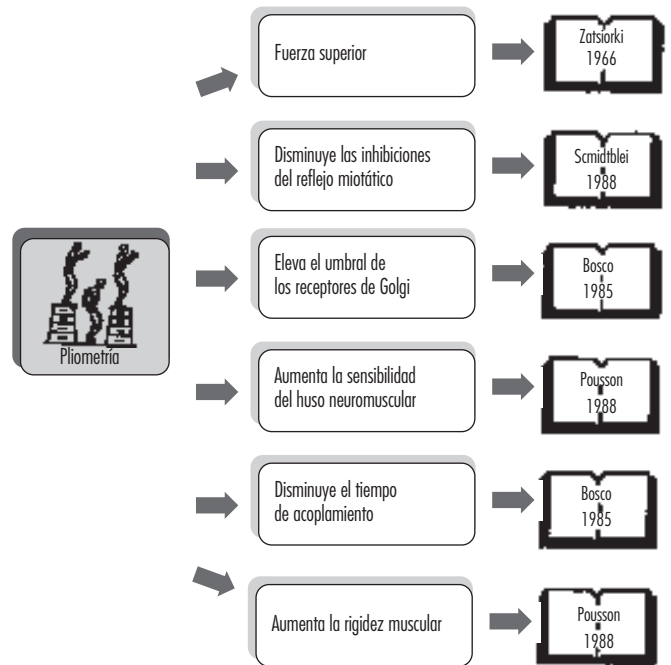 Fuerza superior
Zatsiorki
1966
Disminuye las inhibiciones
del reflejo miotático
Scmidtblei
1988
Pliometría
Eleva el umbral de
los receptores de Golgi
Bosco
1985
Aumenta la sensibilidad
del huso neuromuscular
Pousson
1988
Disminuye el tiempo
de acoplamiento
Bosco
1985
Aumenta la rigidez muscular
Pousson
1988